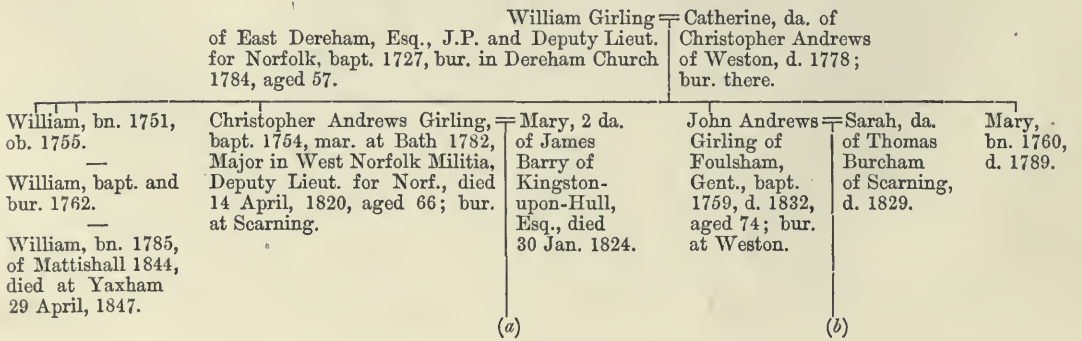 William Girling
of East Dereham, Esq., J.P. and Deputy Lieut.
for Norfolk, bapt. 1727, bur. in Dereham Church
1784, aged 57.
Catherine, da. of
Christopher Andrews
of Weston, d. 1778;
bur. there.
William, bn. 1751,
ob. 1755.
—
William, bapt. and
bur. 1762.
—
William, bn. 1785,
of Mattishall 1844,
died at Yaxham
29 April, 1847.
Christopher Andrews Girling,
bapt. 1754, mar. at Bath 1782,
Major in West Norfolk Militia,
Deputy Lieut. for Norf., died
14 April, 1820, aged 66; bur.
at Scarning.
Mary, 2 da.
of James
Barry of
Kingston-
upon-Hull,
Esq., died
30 Jan. 1824.
(a)
John Andrews
Girling of
Foulsham,
Gent., bapt.
1759, d. 1832,
aged 74; bur.
at Weston.
Sarah, da.
of Thomas
Burcham
of Scarning,
d. 1829.
(b)
Mary,
bn. 1760,
d. 1789.